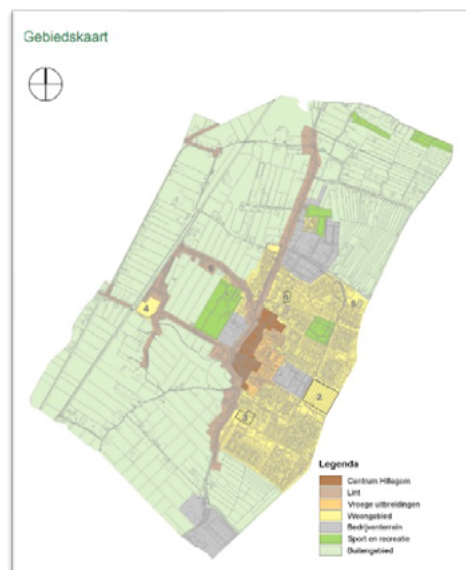 Gebiedskaart
Legenda
Centrum Hillegom
Lint
Vroege uitbreidingen
Woongebied
Bedrijventerrein
Sport en recreatie
Buitengebied